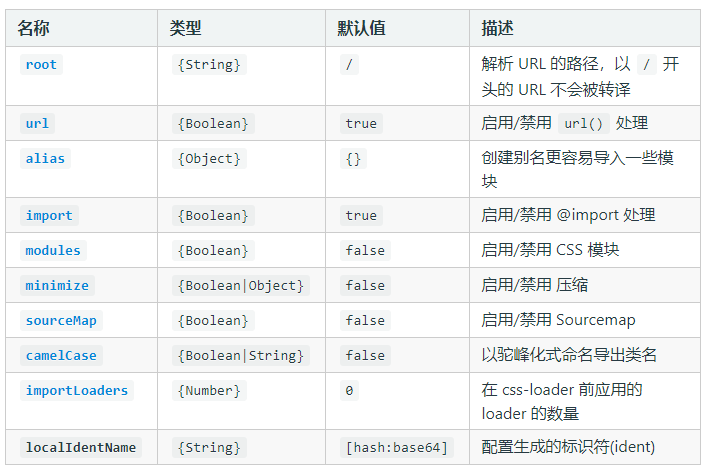 名称 类型 默认值 描述
root {String} / 解析 URL 的路径，以 / 开
头的 URL 不会被转译
url {Boolean} true 启用/禁用 url() 处理
alias {Object} {} 创建别名更容易导入一些模
块
import {Boolean} true 启用/禁用 @import 处理
modules {Boolean} false 启用/禁用 CSS 模块
minimize {Boolean|Object} false 启用/禁用 压缩
sourceMap {Boolean} false 启用/禁用 Sourcemap
camelCase {Boolean|String} false 以驼峰化式命名导出类名
importLoaders {Number} 0 在 css-loader 前应用的
loader 的数量
localIdentName {String} [hash:base64] 配置生成的标识符(ident)